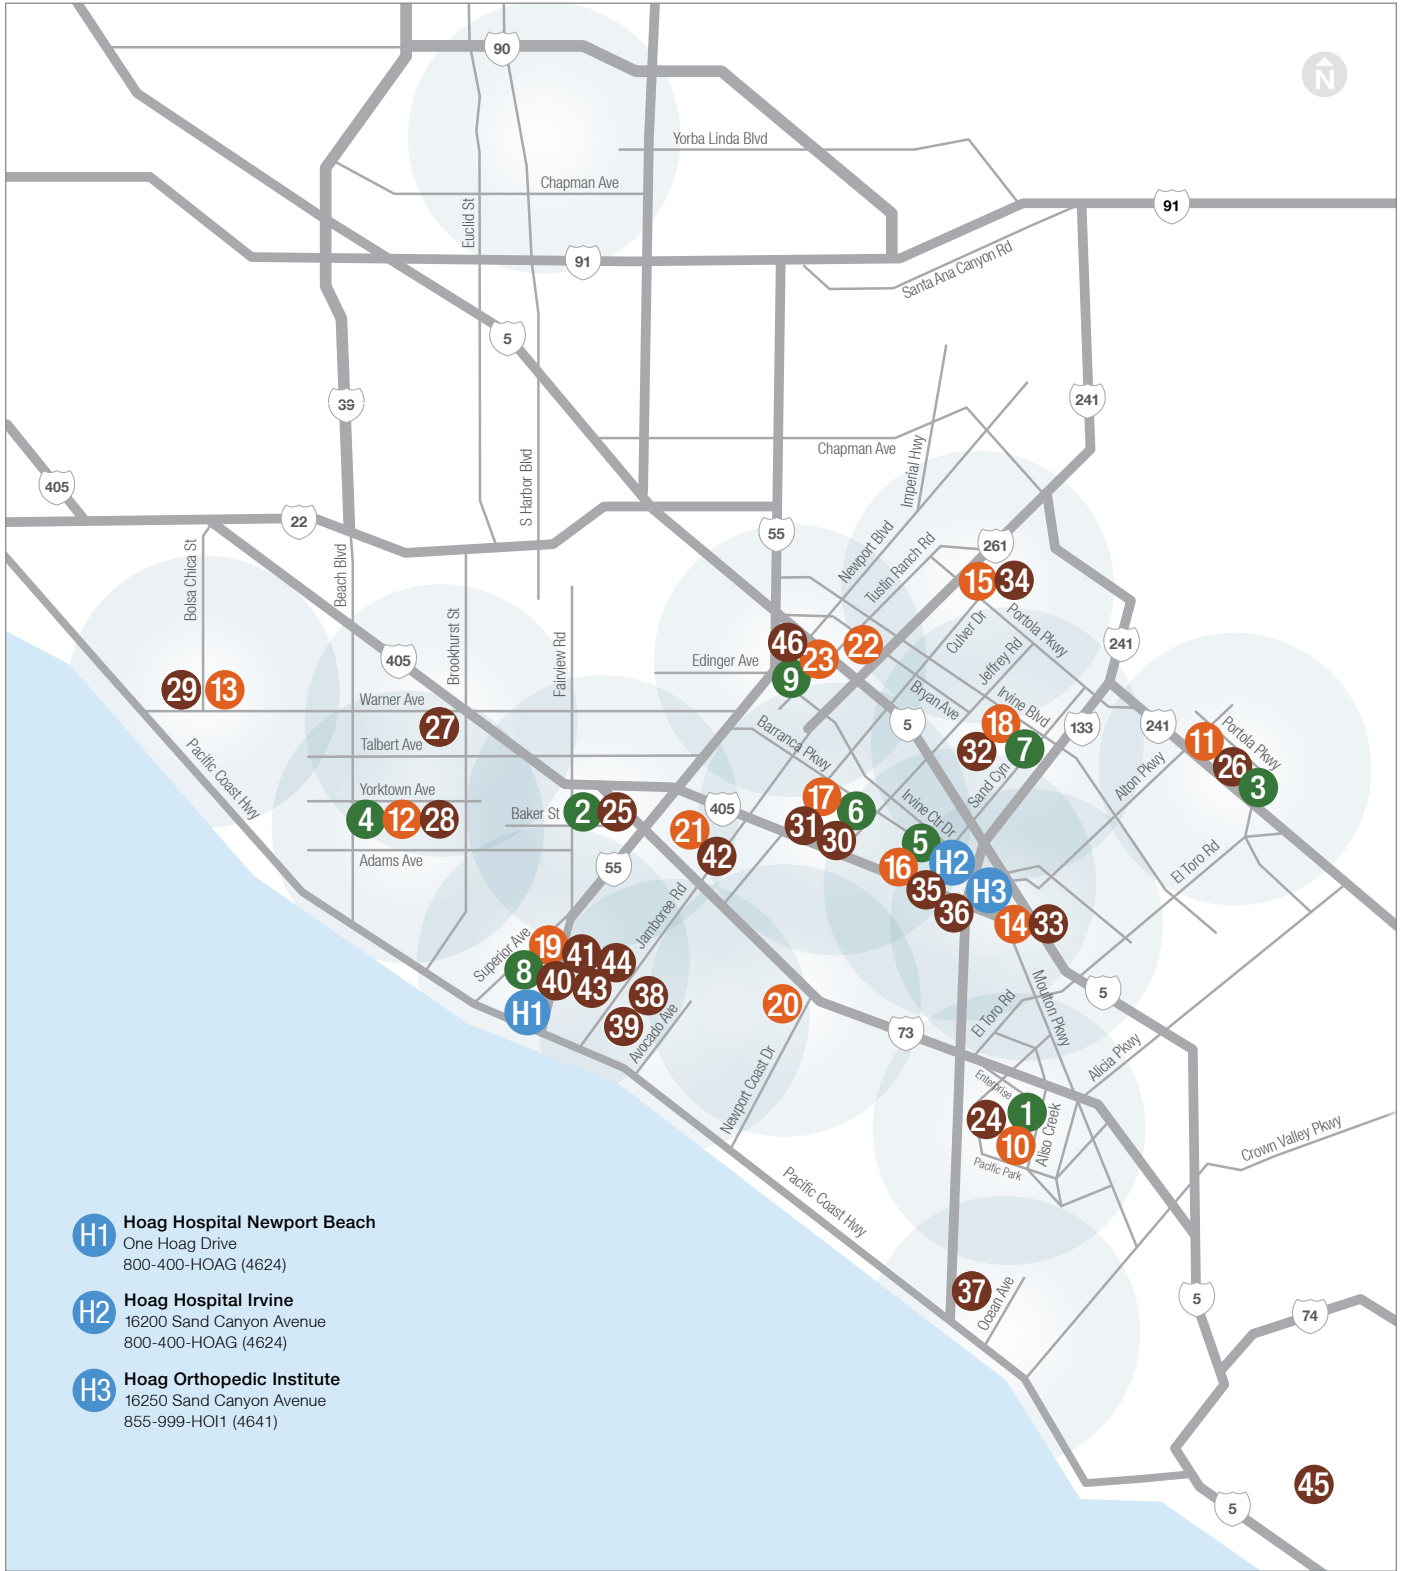 90
N
Yorba Linda Blvd
Chapman Ave
Euclid St
91
91
Santa Ana Canyon Rd
5
39
241
Chapman Ave
Imperial Hwy
S Harbor Blvd
405
22
55
261
Newport Blvd
Tustin Ranch Rd
Bolsa Chica St
Beach Blvd
Brookhurst St
Fairview Rd
15
34
Culver Dr
Portola Pkwy
Jeffrey Rd
241
46
23
22
9
Edinger Ave
405
29
13
Warner Ave
27
Talbert Ave
Bryan Ave
Irvine Blvd
5
18
32
7
133
241
11
26
3
Portola Pkwy
Barranca Pkwy
Sand Cyn
Alton Pkwy
Pacific Coast Hwy
Yorktown Ave
4
12
28
Adams Ave
Baker St
2
25
405
17
6
31
30
Irvine Ctr Dr
21
42
55
5
H2
16
H3
35
36
14
33
El Toro Rd
Jamboree Rd
Superior Ave
19
41
44
8
40
43
38
H1
39
Avocado Ave
20
Newport Coast Dr
73
El Toro Rd
Moulton Pkwy
5
Alicia Pkwy
Enterprise
24
1
10
Aliso Creek
Pacific Park
Crown Valley Pkwy
Pacific Coast Hwy
37
Ocean Ave
5
74
45
5
H1
Hoag Hospital Newport Beach
One Hoag Drive
800-400-HOAG (4624)
H2
Hoag Hospital Irvine
16200 Sand Canyon Avenue
800-400-HOAG (4624)
H3
Hoag Orthopedic Institute
16250 Sand Canyon Avenue
855-999-HOI1 (4641)